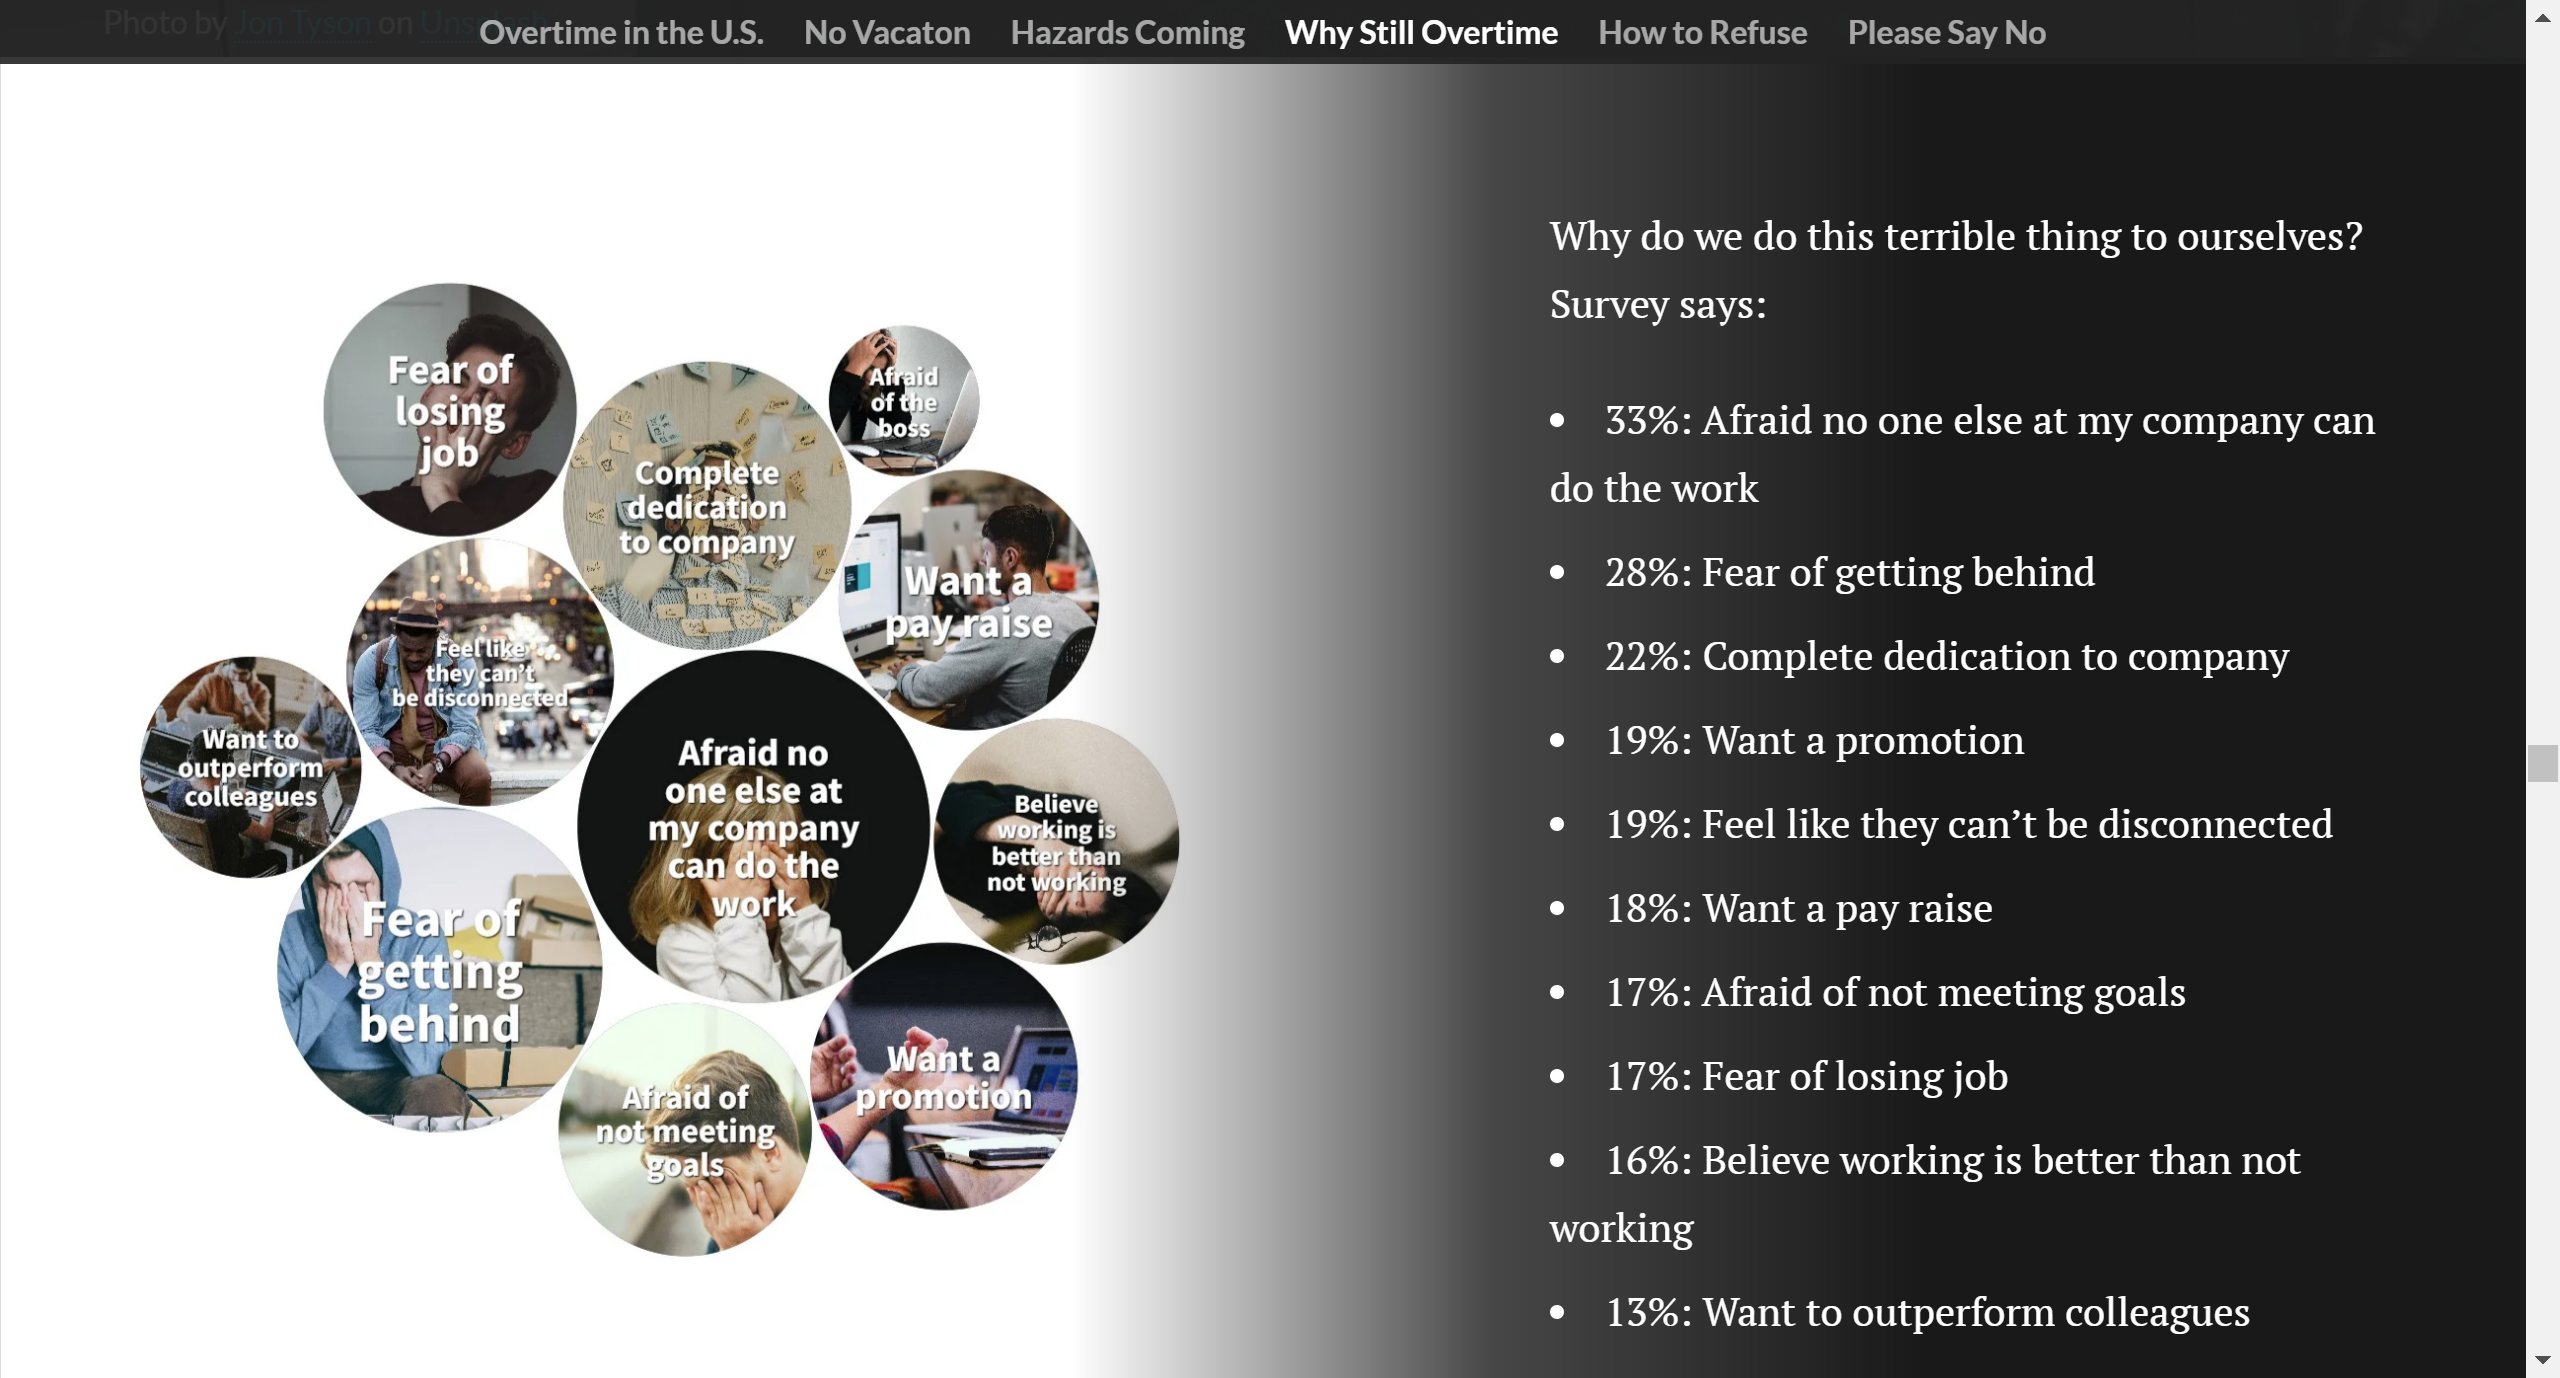 Photo by Jon Tyson on Unsplash
Overtime in the U.S. No Vacaton Hazards Coming Why Still Overtime How to Refuse Please Say No
Fear of
losing
job
Complete
dedication
to company
Afraid
of the
boss
Want a
pay raise
Feel like
they can't
be disconnected
Want to
outperform
colleagues
Afraid no
one else at
my company
can do the
work
Believe
working is
better than
not working
Fear of
getting
behind
Afraid of
not meeting
goals
Want a
promotion
Why do we do this terrible thing to ourselves?
Survey says:
• 33%: Afraid no one else at my company can
do the work
• 28%: Fear of getting behind
• 22%: Complete dedication to company
• 19%: Want a promotion
• 19%: Feel like they can’t be disconnected
• 18%: Want a pay raise
• 17%: Afraid of not meeting goals
• 17%: Fear of losing job
• 16%: Believe working is better than not
working
• 13%: Want to outperform colleagues